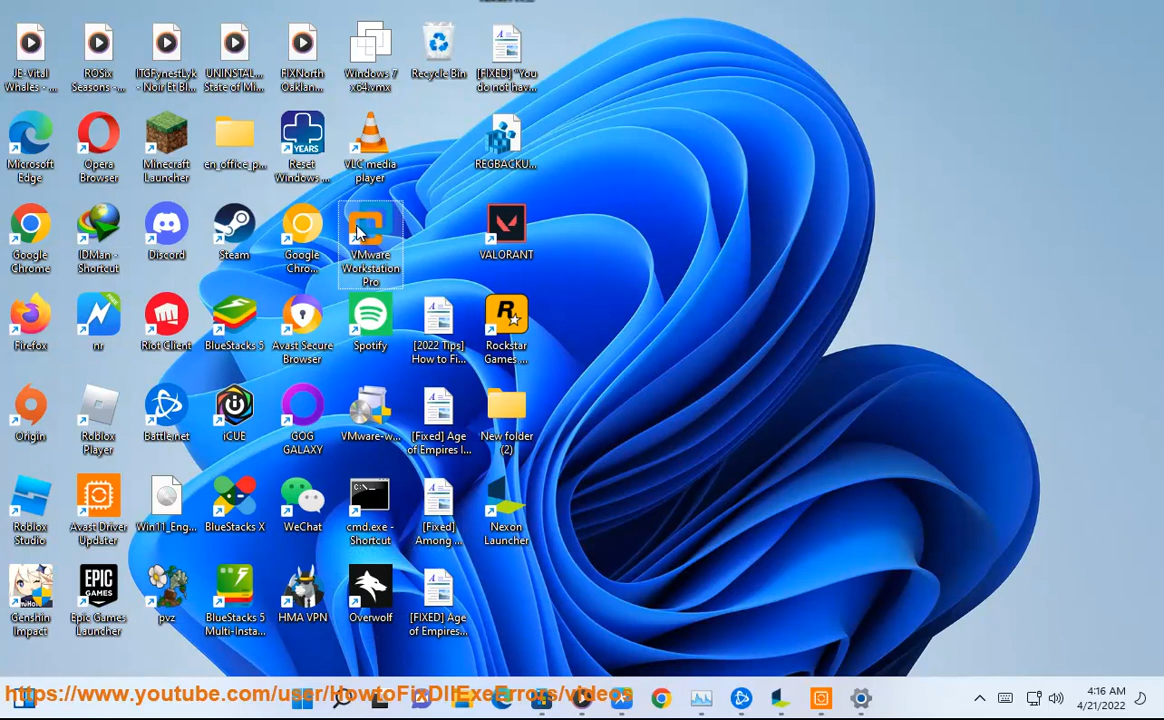 JE-Vital Whales - ...
ROSix Seasons -...
ITGFynestLyk - Noir Et Bl...
UNINSTAL... State of Mi...
FIXNorth Oaklan...
Windows 7 x64.vmx
Recycle Bin
[FIXED] "You do not hav...
Microsoft Edge
Opera Browser
Minecraft Launcher
en_office_p...
YEARS
Reset Windows ...
VLC media player
REGBACKU...
Google Chrome
IDMan - Shortcut
Discord
Steam
Google Chro...
VMware Workstation Pro
VALORANT
Firefox
nr
Riot Client
BlueStacks 5
Avast Secure Browser
Spotify
[2022 Tips] How to Fi...
Rockstar Games ...
Origin
Roblox Player
Battle.net
iCUE
GOG GALAXY
VMware-w...
[Fixed] Age of Empires I...
New folder (2)
Roblox Studio
Avast Driver Updater
Win11_Eng...
BlueStacks X
WeChat
cmd.exe - Shortcut
[Fixed] Among ...
Nexon Launcher
Genshin Impact
EPIC GAMES
Epic Games Launcher
pvz
BlueStacks 5 Multi-Insta...
HMA VPN
Overwolf
[FIXED] Age of Empires...
https://www.youtube.com/user/HowtoFixDllExeErrors/videos
4:16 AM
4/21/2022